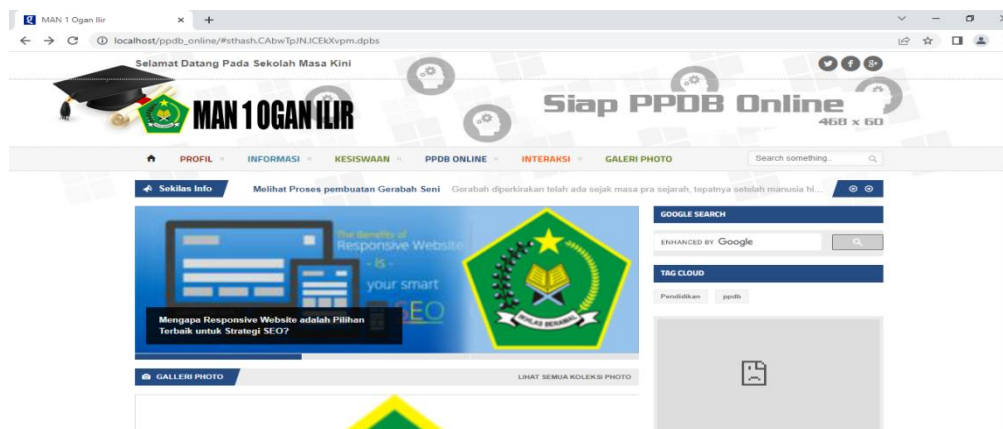 MAN 1 Ogan Ilir
localhost/ppdb_online/#sthash.CAbwTpJN.JCEkXvpm.dpbs
Selamat Datang Pada Sekolah Masa Kini
MAN 1 OGAN ILIR
Siap PPDB Online
468 x 60
PROFIL
INFORMASI
KESISWAAN
PPDB ONLINE
INTERAKSI
GALERI PHOTO
Search something..
Sekilas Info
Melihat Proses pembuatan Gerabah Seni Gerabah diperkirakan telah ada sejak masa pra sejarah, tepatnya setelah manusia hi...
The Benefits of
Responsive Website
- IS -
your smart
SEO
IKHLAS BERAMAL
Mengapa Responsive Website adalah Pilihan
Terbaik untuk Strategi SEO?
GOOGLE SEARCH
ENHANCED BY Google
TAG CLOUD
Pendidikan ppdb
GALLERI PHOTO
LIHAT SEMUA KOLEKSI PHOTO